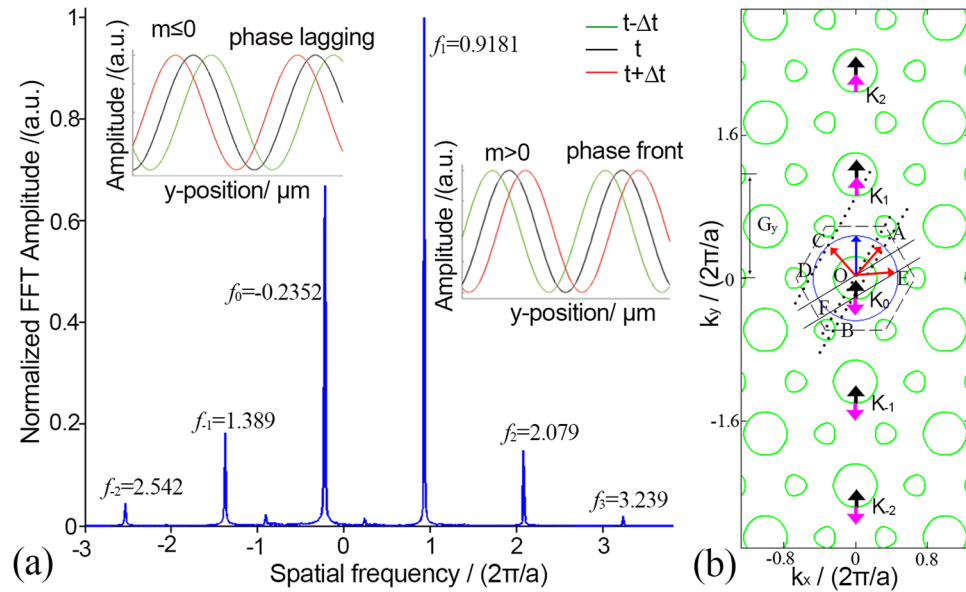 1
0.8
0.6
0.4
0.2
0
-3
-2
-1
0
1
2
3
Normalized FFT Amplitude /(a.u.)
Spatial frequency / (2π/a)
(a)
m≤0 phase lagging
Amplitude /(a.u.)
y-position/ μm
f1=0.9181
t-Δt
t
t+Δt
m>0 phase front
Amplitude /(a.u.)
y-position/ μm
f0=-0.2352
f-1=1.389
f-2=2.542
f2=2.079
f3=3.239
1.6
-0
-1.6
-0.8
0
0.8
ky / (2π/a)
kx / (2π/a)
(b)
K2
K1
Gy
A
C
D
O
E
K0
F
B
K-1
K-2